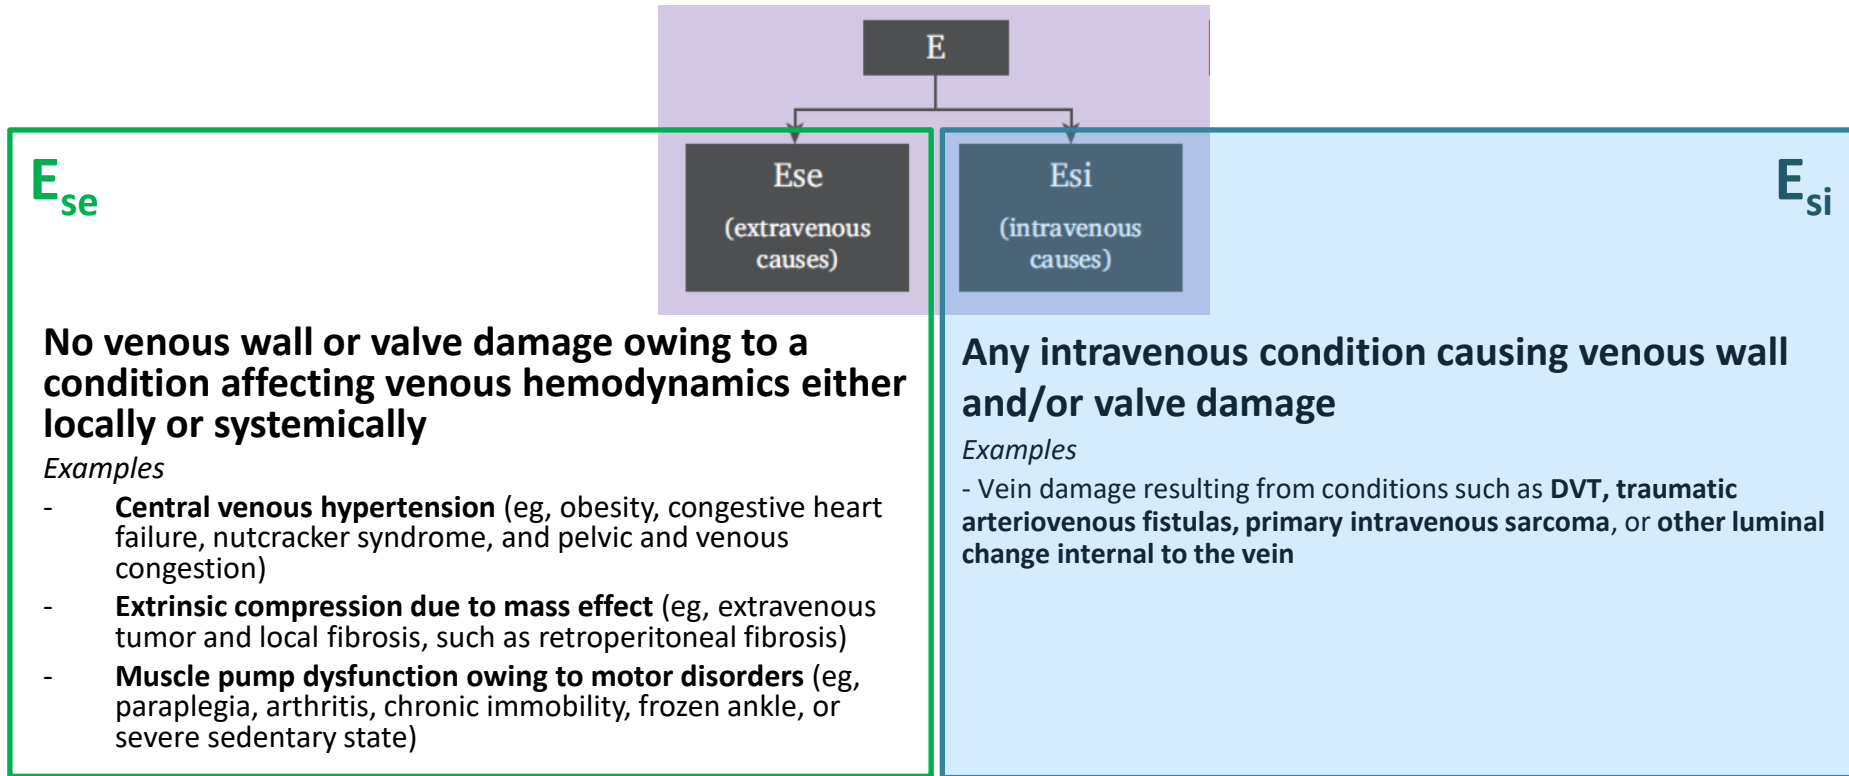 E
Ese
(extravenous
causes)
Esi
(intravenous
causes)
E_se
No venous wall or valve damage owing to a
condition affecting venous hemodynamics either
locally or systemically
Examples
- Central venous hypertension (eg, obesity, congestive heart
failure, nutcracker syndrome, and pelvic and venous
congestion)
- Extrinsic compression due to mass effect (eg, extravenous
tumor and local fibrosis, such as retroperitoneal fibrosis)
- Muscle pump dysfunction owing to motor disorders (eg,
paraplegia, arthritis, chronic immobility, frozen ankle, or
severe sedentary state)
E_si
Any intravenous condition causing venous wall
and/or valve damage
Examples
- Vein damage resulting from conditions such as DVT, traumatic
arteriovenous fistulas, primary intravenous sarcoma, or other luminal
change internal to the vein